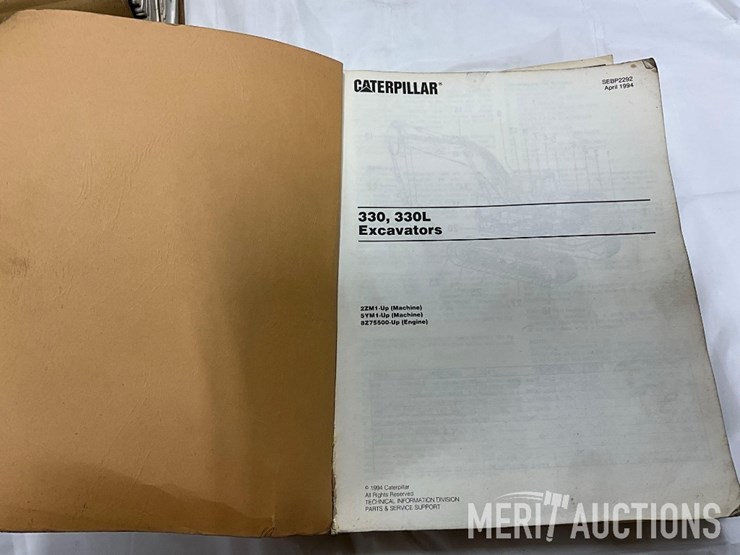 CATERPILLAR®
SEBP2292
April 1994
330, 330L
Excavators
2ZM1-Up (Machine)
5YM1-Up (Machine)
8Z75500-Up (Engine)
© 1994 Caterpillar
All Rights Reserved
TECHNICAL INFORMATION DIVISION
PARTS & SERVICE SUPPORT
MERIT AUCTIONS